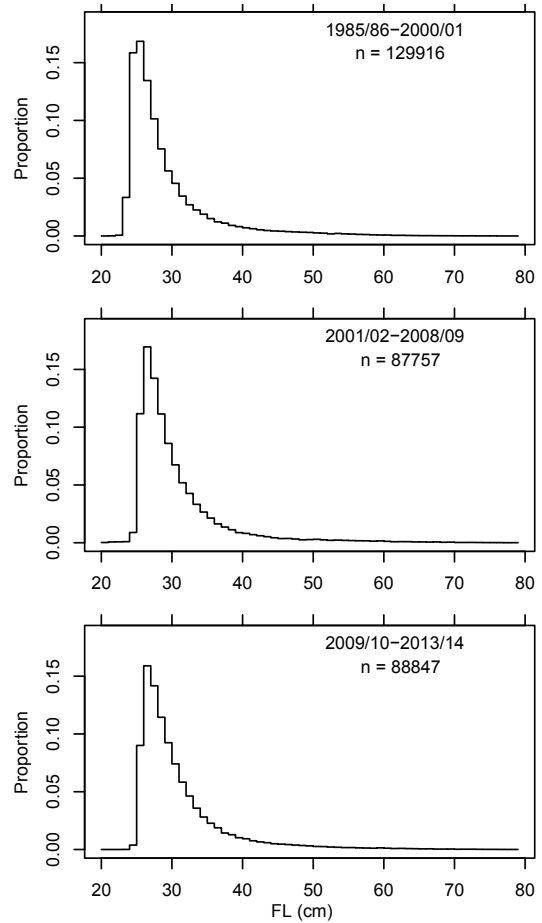 1985/86−2000/01
n = 129916
Proportion
0.00 0.05 0.10 0.15
20 30 40 50 60 70 80
2001/02−2008/09
n = 87757
Proportion
0.00 0.05 0.10 0.15
20 30 40 50 60 70 80
2009/10−2013/14
n = 88847
Proportion
0.00 0.05 0.10 0.15
20 30 40 50 60 70 80
FL (cm)